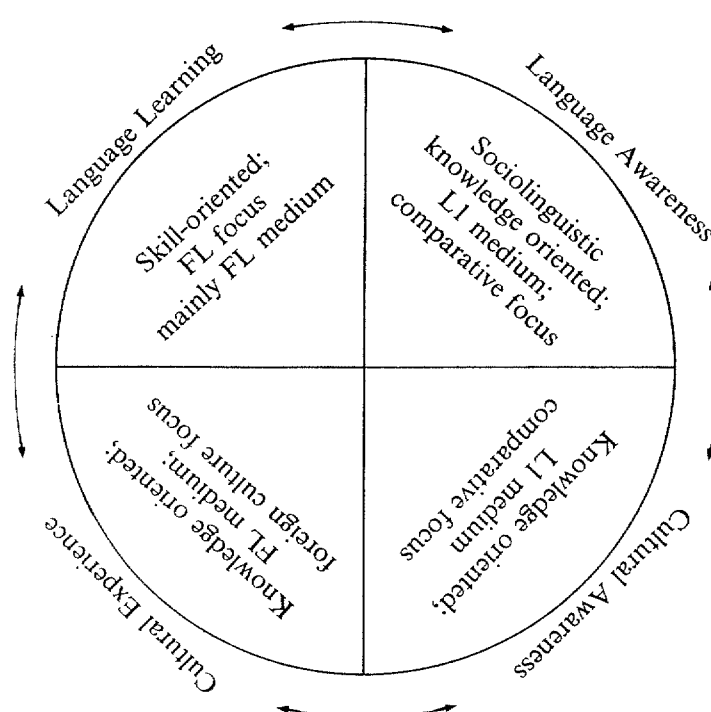 Language Learning
Skill-oriented;
FL focus
mainly FL medium
Language Awareness
Sociolinguistic
knowledge oriented;
L1 medium;
comparative focus
Cultural Awareness
Knowledge oriented;
L1 medium
comparative focus
Cultural Experience
Knowledge oriented;
FL medium;
foreign culture focus